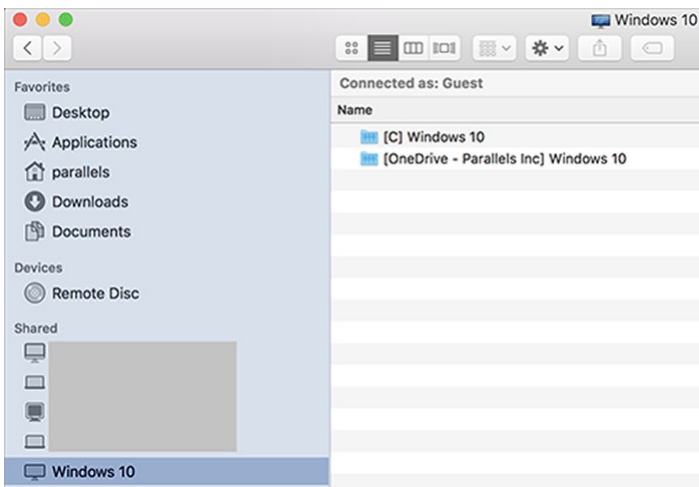 Windows 10
Favorites
Desktop
Applications
parallels
Downloads
Documents
Devices
Remote Disc
Shared
Windows 10
Connected as: Guest
Name
[C] Windows 10
[OneDrive - Parallels Inc] Windows 10